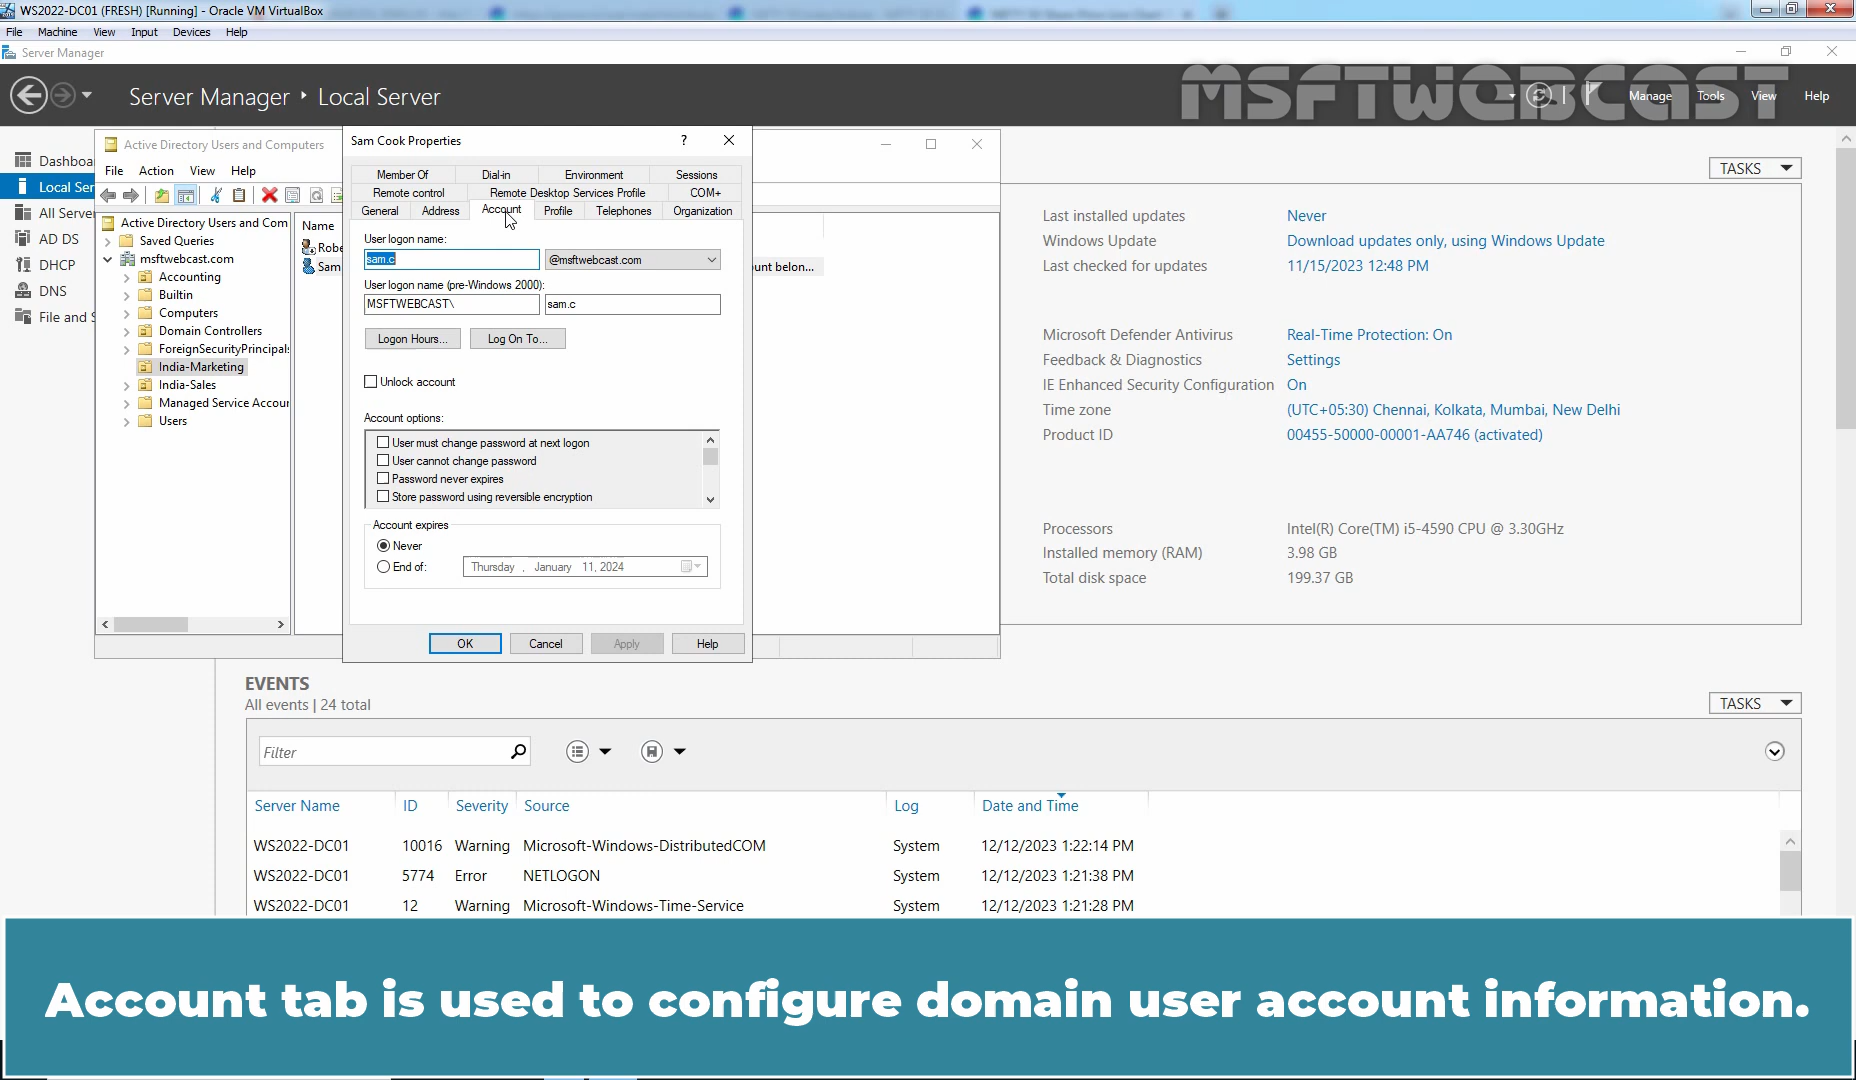 WS2022-DC01 (FRESH) [Running] - Oracle VM VirtualBox
File Machine View Input Devices Help
Server Manager
Server Manager ‣ Local Server
MSFTWEBCAST
Manage Tools View Help
Active Directory Users and Computers
File Action View Help
Dashboa
Local Ser
All Server
AD DS
DHCP
DNS
File and S
Active Directory Users and Com
Saved Queries
msftwebcast.com
Accounting
Builtin
Computers
Domain Controllers
ForeignSecurityPrincipals
India-Marketing
India-Sales
Managed Service Accour
Users
Name
Robe
Sam
ount belon...
Sam Cook Properties
?
Member Of Dial-in Environment Sessions
Remote control Remote Desktop Services Profile COM+
General Address Account Profile Telephones Organization
User logon name:
sam.c @msftwebcast.com
User logon name (pre-Windows 2000):
MSFTWEBCAST\ sam.c
Logon Hours... Log On To...
Unlock account
Account options:
User must change password at next logon
User cannot change password
Password never expires
Store password using reversible encryption
Account expires
Never
End of: Thursday , January 11, 2024
OK Cancel Apply Help
TASKS
Last installed updates Never
Windows Update Download updates only, using Windows Update
Last checked for updates 11/15/2023 12:48 PM
Microsoft Defender Antivirus Real-Time Protection: On
Feedback & Diagnostics Settings
IE Enhanced Security Configuration On
Time zone (UTC+05:30) Chennai, Kolkata, Mumbai, New Delhi
Product ID 00455-50000-00001-AA746 (activated)
Processors Intel(R) Core(TM) i5-4590 CPU @ 3.30GHz
Installed memory (RAM) 3.98 GB
Total disk space 199.37 GB
EVENTS
All events | 24 total
TASKS
Filter
Server Name ID Severity Source Log Date and Time
WS2022-DC01 10016 Warning Microsoft-Windows-DistributedCOM System 12/12/2023 1:22:14 PM
WS2022-DC01 5774 Error NETLOGON System 12/12/2023 1:21:38 PM
WS2022-DC01 12 Warning Microsoft-Windows-Time-Service System 12/12/2023 1:21:28 PM
Account tab is used to configure domain user account information.